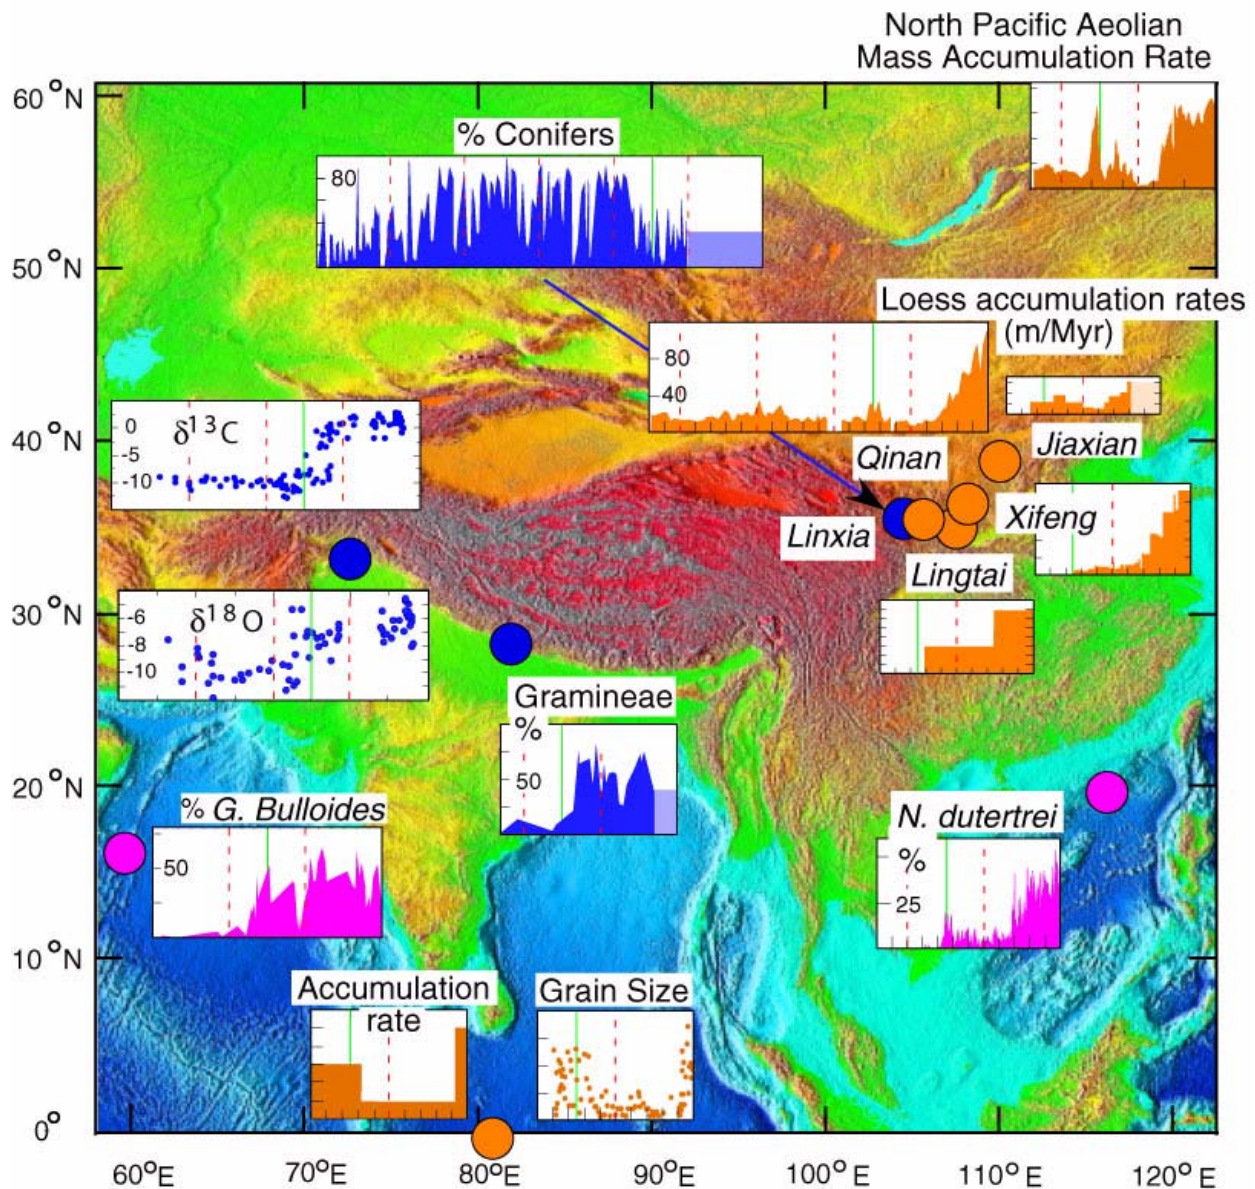 North Pacific Aeolian
Mass Accumulation Rate
60°N
% Conifers
80
50°N
Loess accumulation rates
(m/Myr)
80
40
δ¹³C
0
-5
-10
40°N
Qinan
Jiaxian
Linxia
Xifeng
Lingtai
δ¹⁸O
-6
-8
-10
30°N
Gramineae
%
50
20°N
% G. Bulloides
50
N. dutertrei
%
25
10°N
Accumulation
rate
Grain Size
0°
60°E
70°E
80°E
90°E
100°E
110°E
120°E